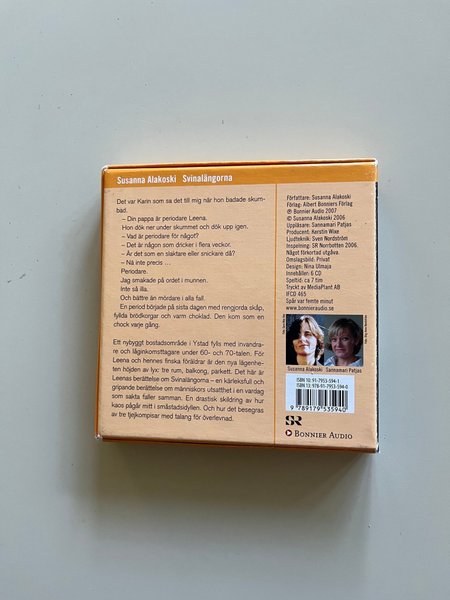 Susanna Alakoski Svinalängorna
Det var Karin som sa det till mig när hon badade skum-
bad.
– Din pappa är periodare Leena.
Hon dök ner under skummet och dök upp igen.
– Vad är periodare för något?
– Det är någon som dricker i flera veckor.
– Är det som en slaktare eller snickare då?
– Nä inte precis ...
Periodare.
Jag smakade på ordet i munnen.
Inte så illa.
Och bättre än mördare i alla fall.
En period började på sista dagen med rengjorda skåp,
fyllda brödkorgar och varm choklad. Den kom som en
chock varje gång.
Ett nybyggt bostadsområde i Ystad fylls med invandra-
re och låginkomsttagare under 60- och 70-talen. För
Leena och hennes finska föräldrar är den nya lägenhe-
ten höjden av lyx: tre rum, balkong, parkett. Det här är
Leenas berättelse om Svinalängorna – en kärleksfull och
gripande berättelse om människors utsatthet i en vardag
som sakta faller samman. En drastisk skildring av hur
kaos pågår mitt i småstadsidyllen. Och hur det besegras
av tre tjejkompisar med talang för överlevnad.
Författare: Susanna Alakoski
Förlag: Albert Bonniers Förlag
℗ Bonnier Audio 2007
© Susanna Alakoski 2006
Uppläsare: Sannamari Patjas
Producent: Kerstin Wixe
Ljudteknik: Sven Nordström
Inspelning: SR Norrbotten 2006.
Något förkortad utgåva.
Omslagsbild: Privat
Design: Nina Ulmaja
Innehåller: 6 CD
Speltid: ca 7 tim
Tryckt av MediaPlant AB
IFCD 465
Spår var femte minut
www.bonnieraudio.se
Susanna Alakoski Sannamari Patjas
ISBN 10: 91-7953-594-1
ISBN 13: 978-91-7953-594-0
9 789179 535940
SR
BONNIER AUDIO